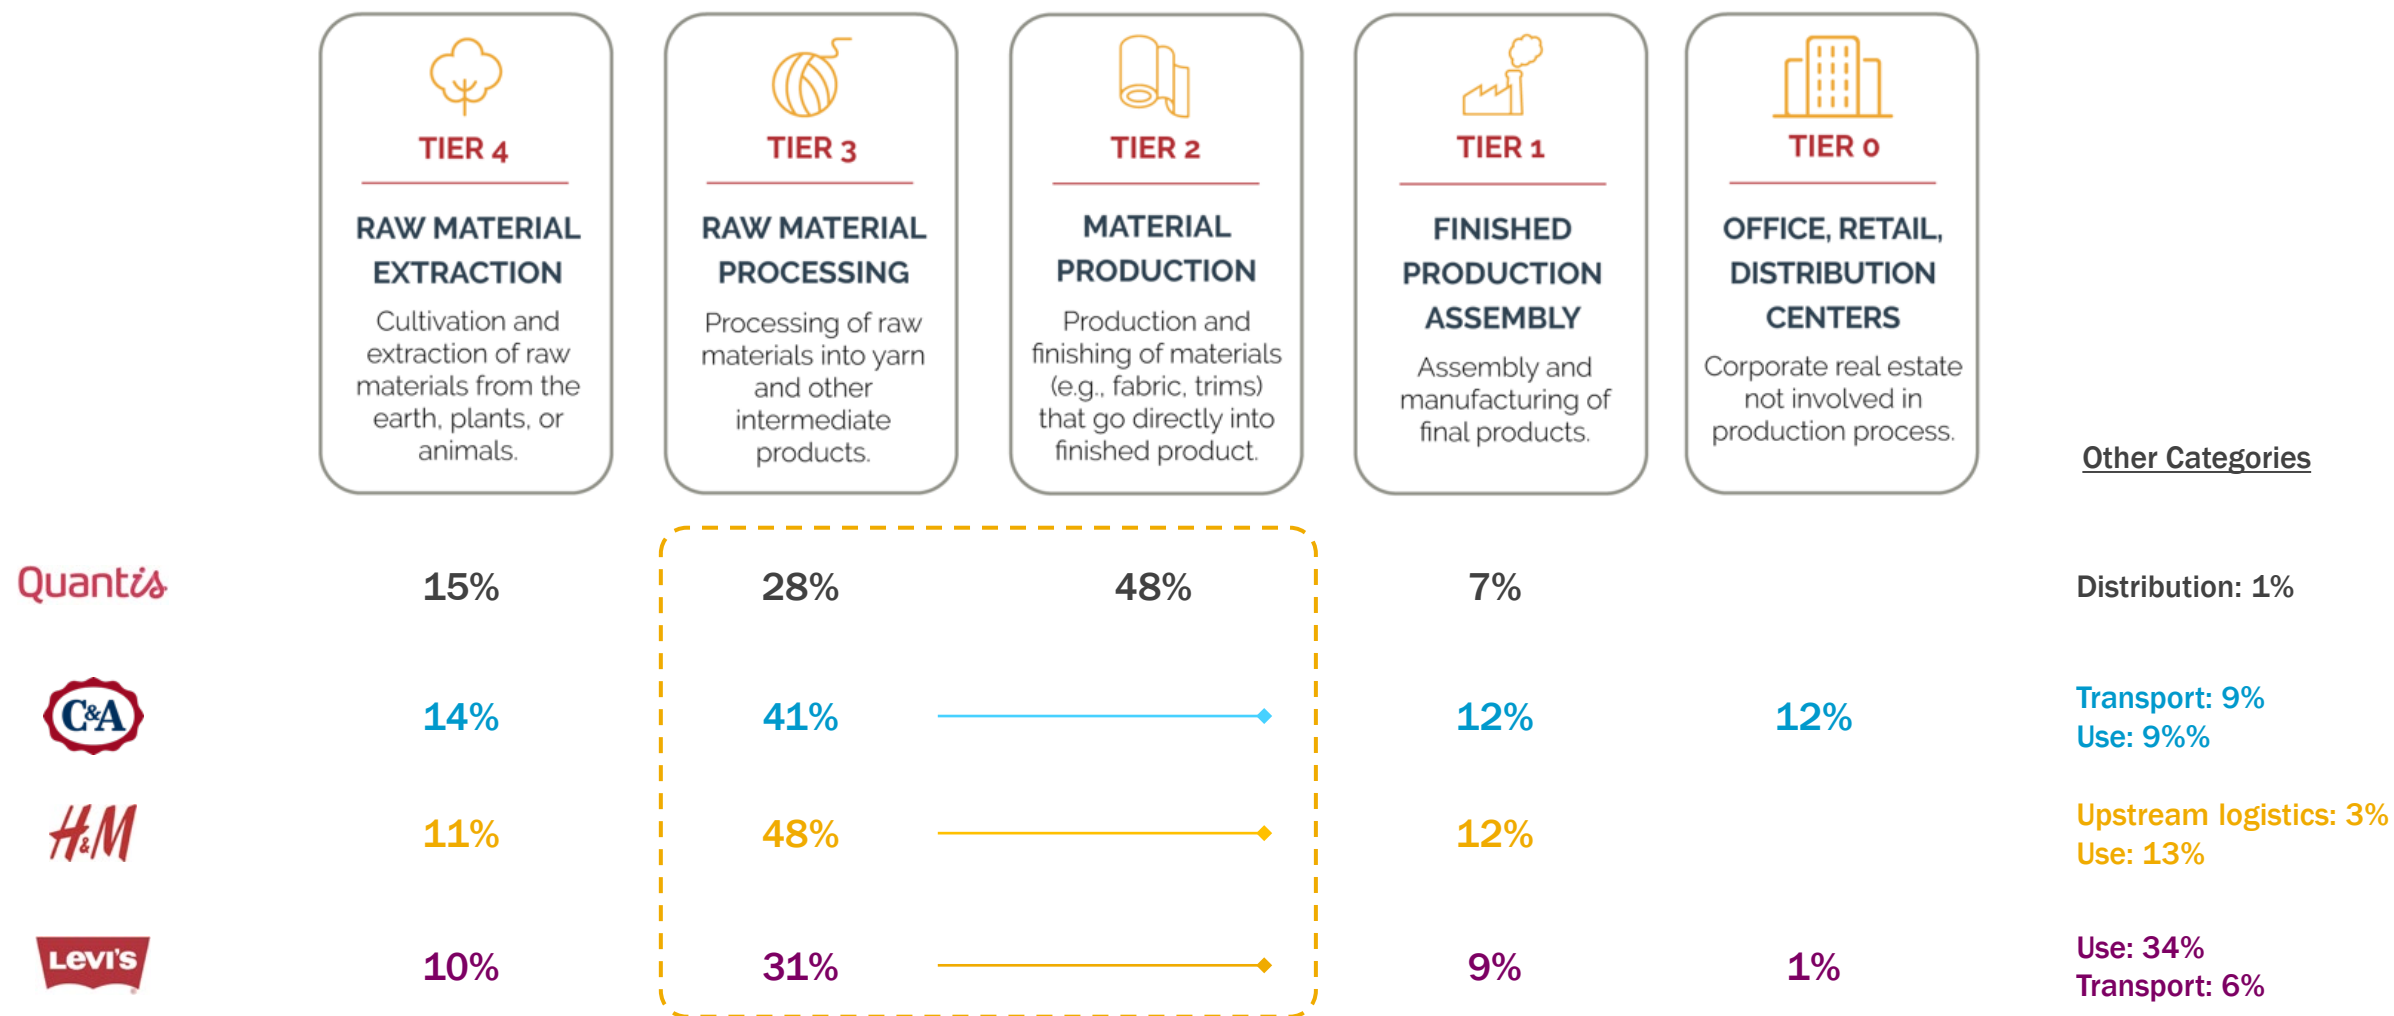 TIER 4
RAW MATERIAL
EXTRACTION
Cultivation and
extraction of raw
materials from the
earth, plants, or
animals.
TIER 3
RAW MATERIAL
PROCESSING
Processing of raw
materials into yarn
and other
intermediate
products.
TIER 2
MATERIAL
PRODUCTION
Production and
finishing of materials
(e.g., fabric, trims)
that go directly into
finished product.
TIER 1
FINISHED
PRODUCTION
ASSEMBLY
Assembly and
manufacturing of
final products.
TIER 0
OFFICE, RETAIL,
DISTRIBUTION
CENTERS
Corporate real estate
not involved in
production process.
Other Categories
Quantis 15% 28% 48% 7% Distribution: 1%
C&A 14% 41% 12% 12% Transport: 9%
Use: 9%%
H&M 11% 48% 12% Upstream logistics: 3%
Use: 13%
LEVI'S 10% 31% 9% 1% Use: 34%
Transport: 6%